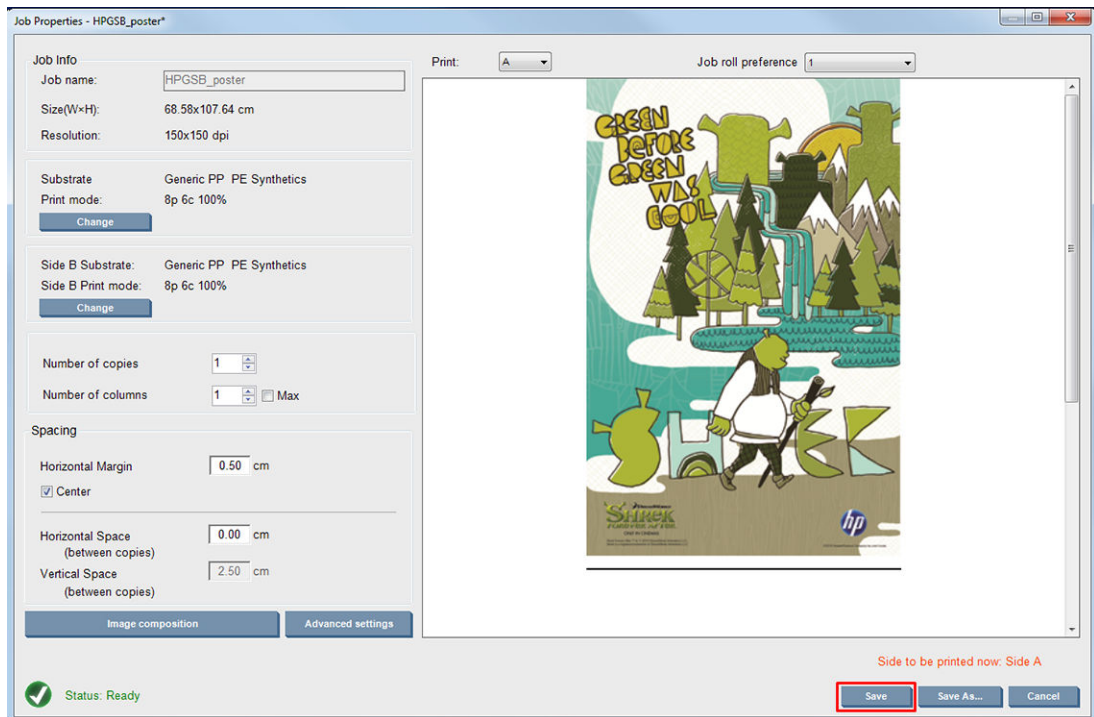 Job Properties - HPGSB_poster*
Job Info
Job name: HPGSB_poster
Size(W×H): 68.58x107.64 cm
Resolution: 150x150 dpi
Substrate Generic PP PE Synthetics
Print mode: 8p 6c 100%
Change
Side B Substrate: Generic PP PE Synthetics
Side B Print mode: 8p 6c 100%
Change
Number of copies 1
Number of columns 1 Max
Spacing
Horizontal Margin 0.50 cm
Center
Horizontal Space 0.00 cm
(between copies)
Vertical Space 2.50 cm
(between copies)
Image composition Advanced settings
Status: Ready
Print: A Job roll preference 1
GREEN
BEFORE
GREEN
WAS
COOL
SHREK
SHREK
FOREVER AFTER
hp
Side to be printed now: Side A
Save Save As... Cancel